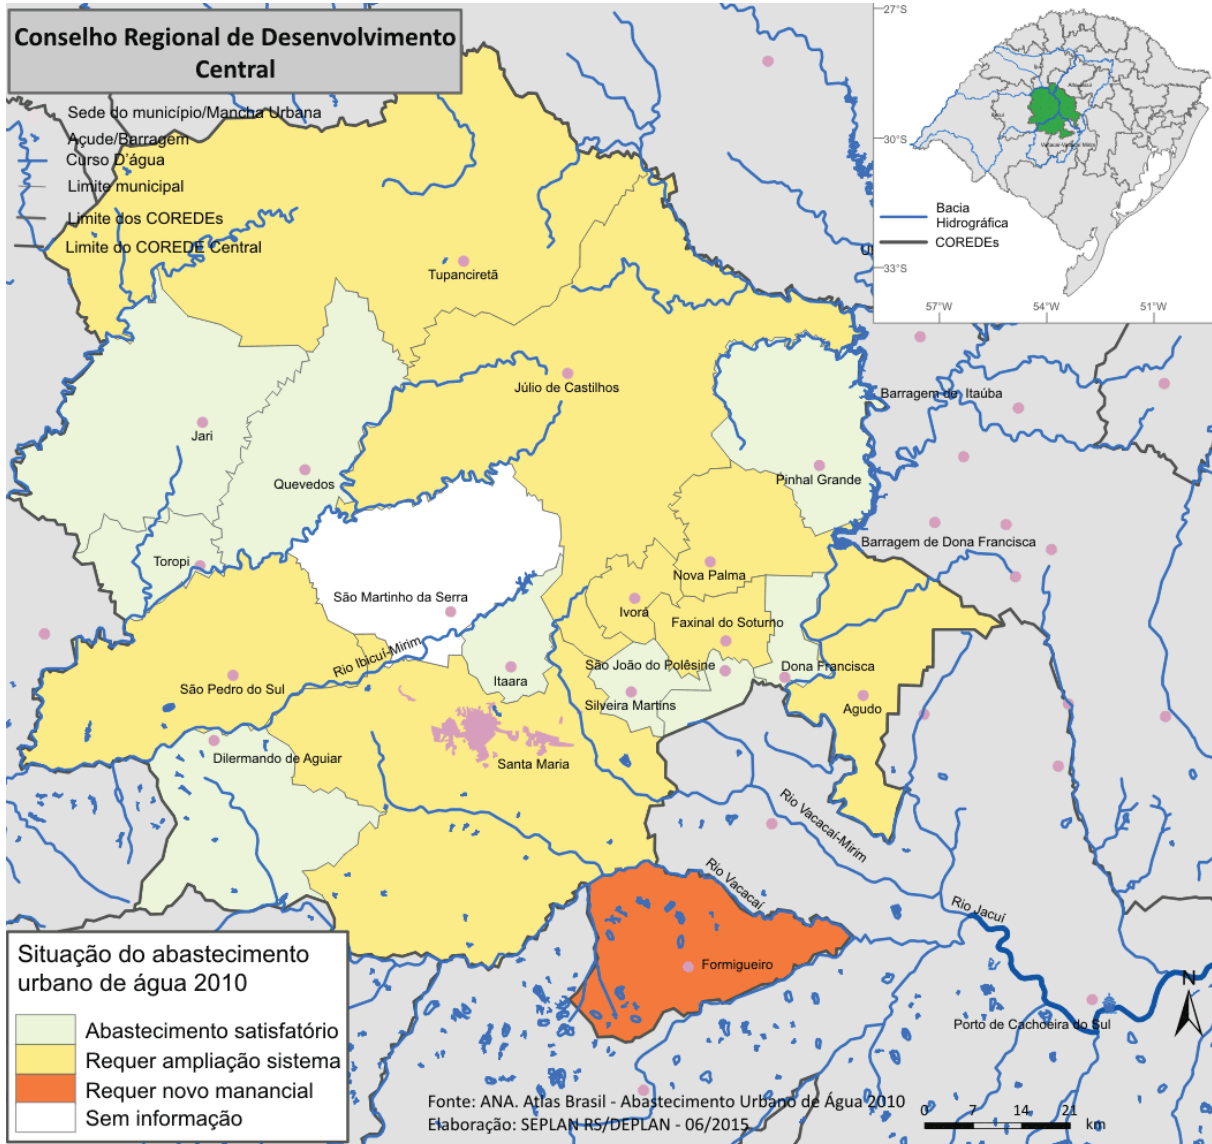 Conselho Regional de Desenvolvimento
Central
Sede do município/Mancha Urbana
Açude/Barragem
Curso D'água
Limite municipal
Limite dos COREDEs
Limite do COREDE Central
27°S
30°S
33°S
57°W
54°W
51°W
Bacia
Hidrográfica
COREDEs
Tupanciretã
Júlio de Castilhos
Barragem de Itaúba
Jari
Quevedos
Pinhal Grande
Barragem de Dona Francisca
Toropi
Nova Palma
São Martinho da Serra
Ivorá
Faxinal do Soturno
Rio Ibicuí-Mirim
São João do Polêsine
Dona Francisca
Itaara
São Pedro do Sul
Silveira Martins
Agudo
Dilermando de Aguiar
Santa Maria
Rio Vacacaí-Mirim
Rio Vacacaí
Rio Jacuí
Formigueiro
Porto de Cachoeira do Sul
N
Situação do abastecimento
urbano de água 2010
Abastecimento satisfatório
Requer ampliação sistema
Requer novo manancial
Sem informação
Fonte: ANA. Atlas Brasil - Abastecimento Urbano de Água 2010
Elaboração: SEPLAN RS/DEPLAN - 06/2015
0 7 14 21 km